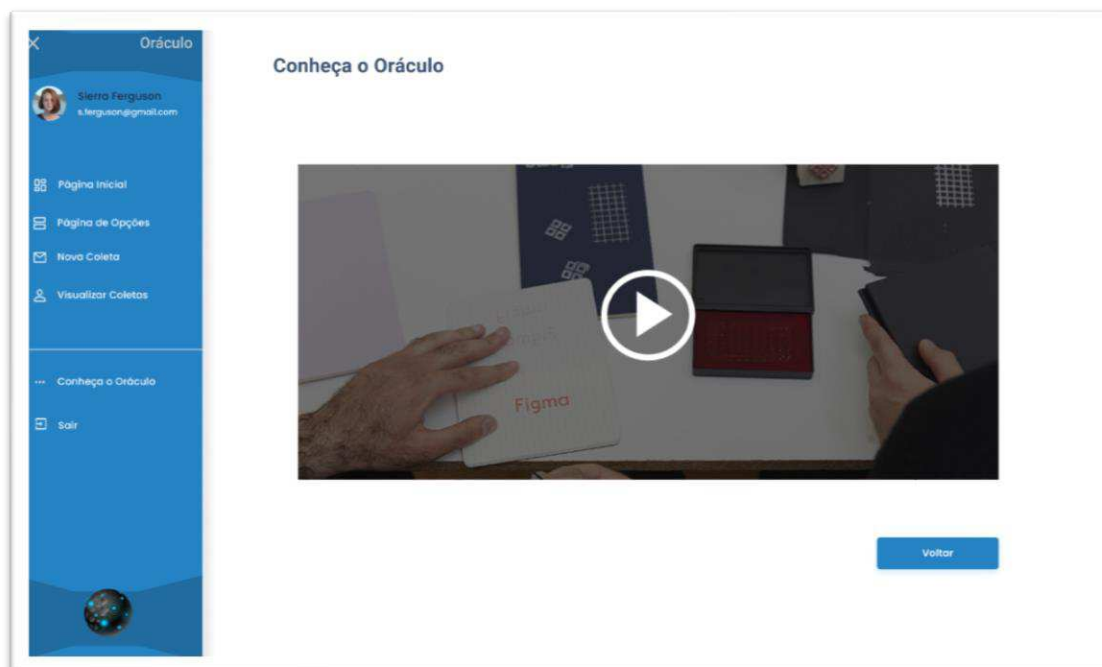 Oráculo
Sierra Ferguson
s.ferguson@gmail.com
Página Inicial
Página de Opções
Nova Coleta
Visualizar Coletas
Conheça o Oráculo
Sair
Conheça o Oráculo
Figma
Voltar